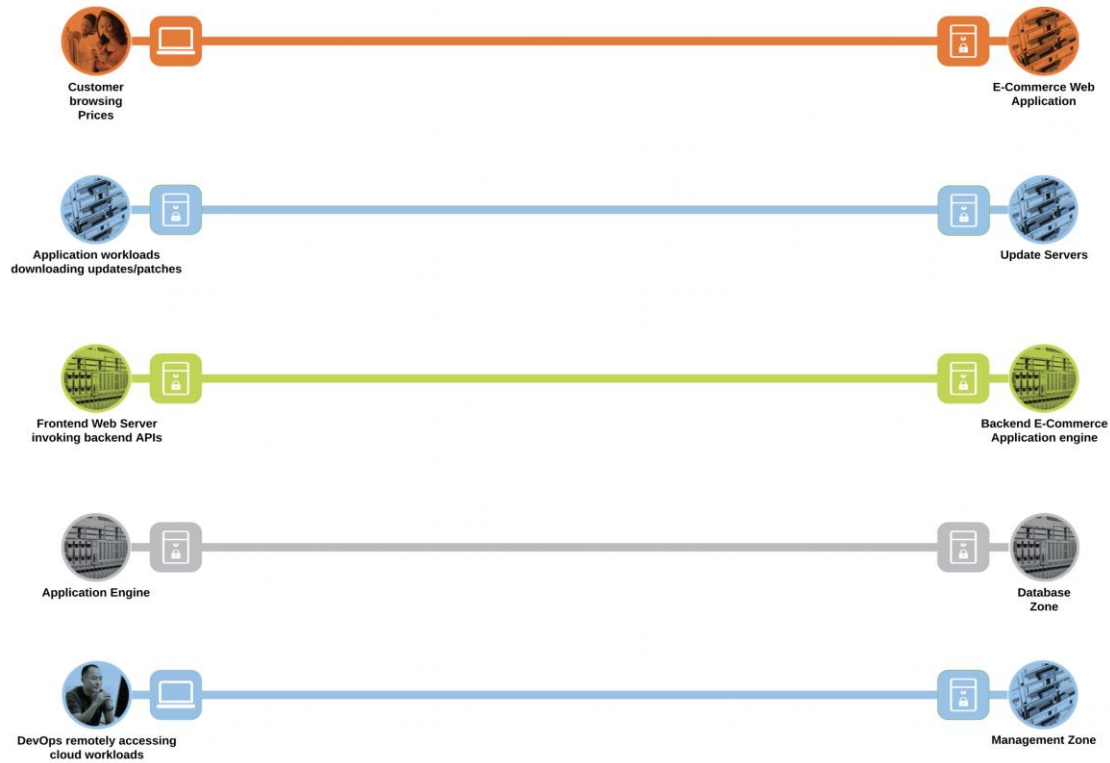 Customer
browsing
Prices
E-Commerce Web
Application
Application workloads
downloading updates/patches
Update Servers
Frontend Web Server
invoking backend APIs
Backend E-Commerce
Application engine
Application Engine
Database
Zone
DevOps remotely accessing
cloud workloads
Management Zone